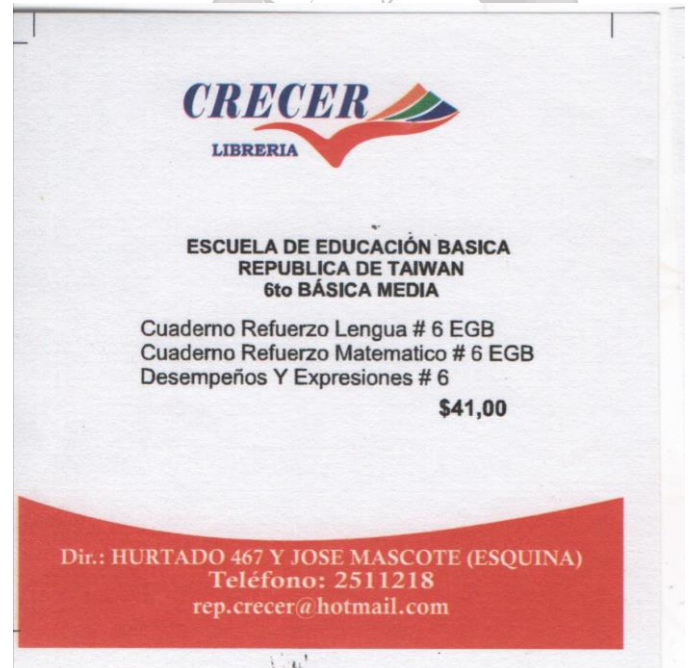 CRECER
LIBRERIA
ESCUELA DE EDUCACIÓN BASICA
REPUBLICA DE TAIWAN
6to BÁSICA MEDIA
Cuaderno Refuerzo Lengua # 6 EGB
Cuaderno Refuerzo Matematico # 6 EGB
Desempeños Y Expresiones # 6
$41,00
Dir.: HURTADO 467 Y JOSE MASCOTE (ESQUINA)
Teléfono: 2511218
rep.crecer@hotmail.com